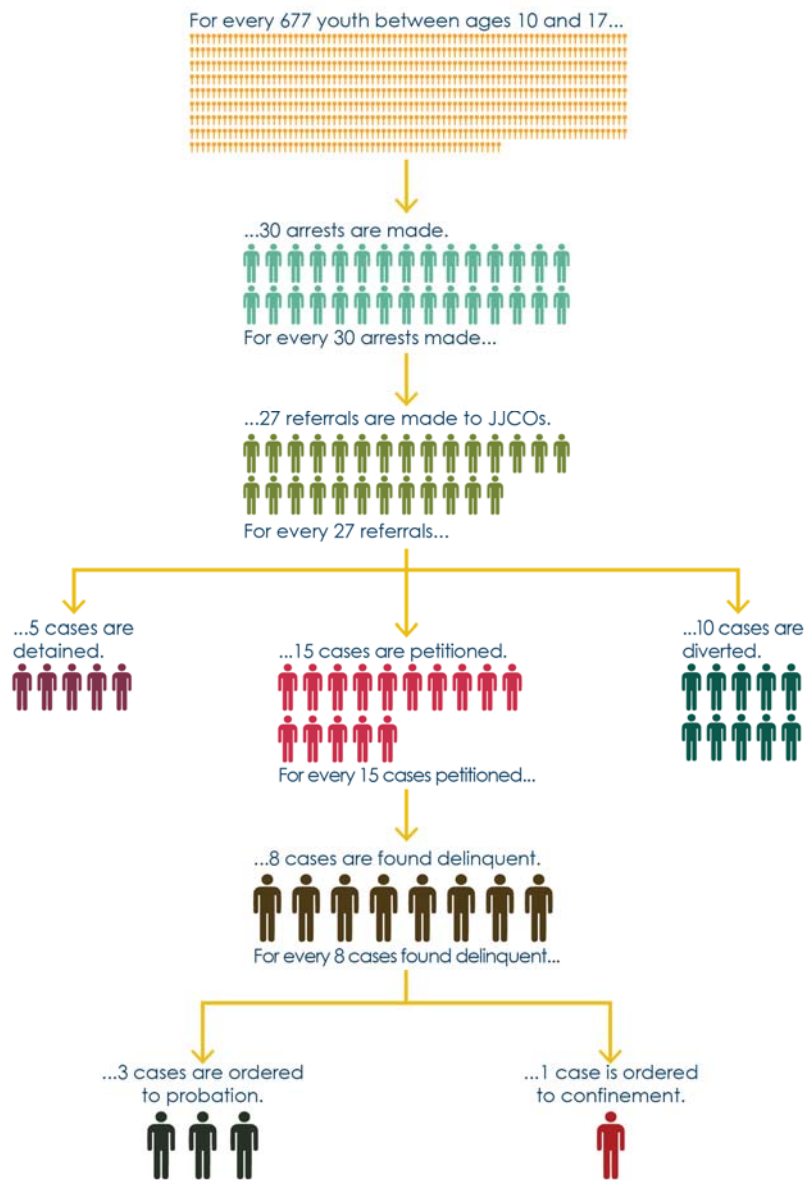 For every 677 youth between ages 10 and 17...
...30 arrests are made.
For every 30 arrests made...
...27 referrals are made to JJCOs.
For every 27 referrals...
...5 cases are
detained.
...15 cases are petitioned.
...10 cases are
diverted.
For every 15 cases petitioned...
...8 cases are found delinquent.
For every 8 cases found delinquent...
...3 cases are ordered
to probation.
...1 case is ordered
to confinement.